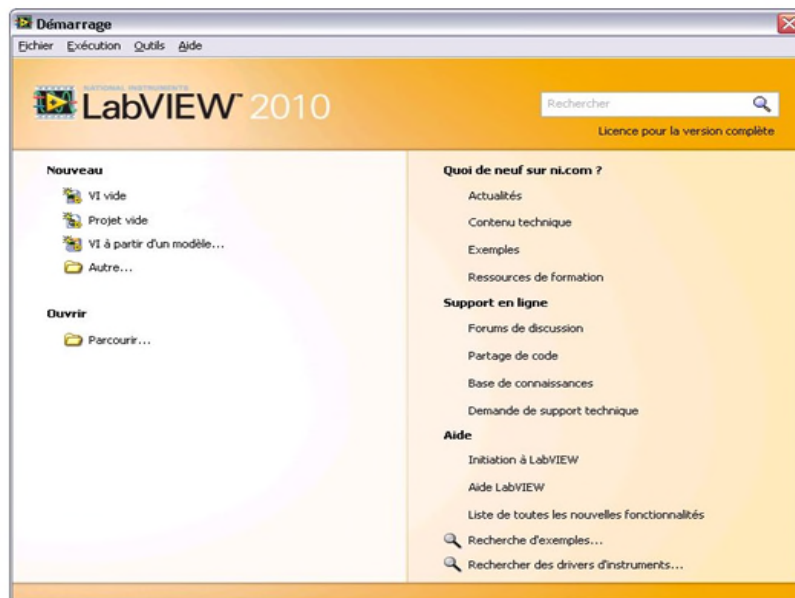 Démarrage
Fichier Exécution Outils Aide
NATIONAL INSTRUMENTS
LabVIEW™ 2010
Rechercher
Licence pour la version complète
Nouveau
VI vide
Projet vide
VI à partir d'un modèle...
Autre...
Ouvrir
Parcourir...
Quoi de neuf sur ni.com ?
Actualités
Contenu technique
Exemples
Ressources de formation
Support en ligne
Forums de discussion
Partage de code
Base de connaissances
Demande de support technique
Aide
Initiation à LabVIEW
Aide LabVIEW
Liste de toutes les nouvelles fonctionnalités
Recherche d'exemples...
Rechercher des drivers d'instruments...